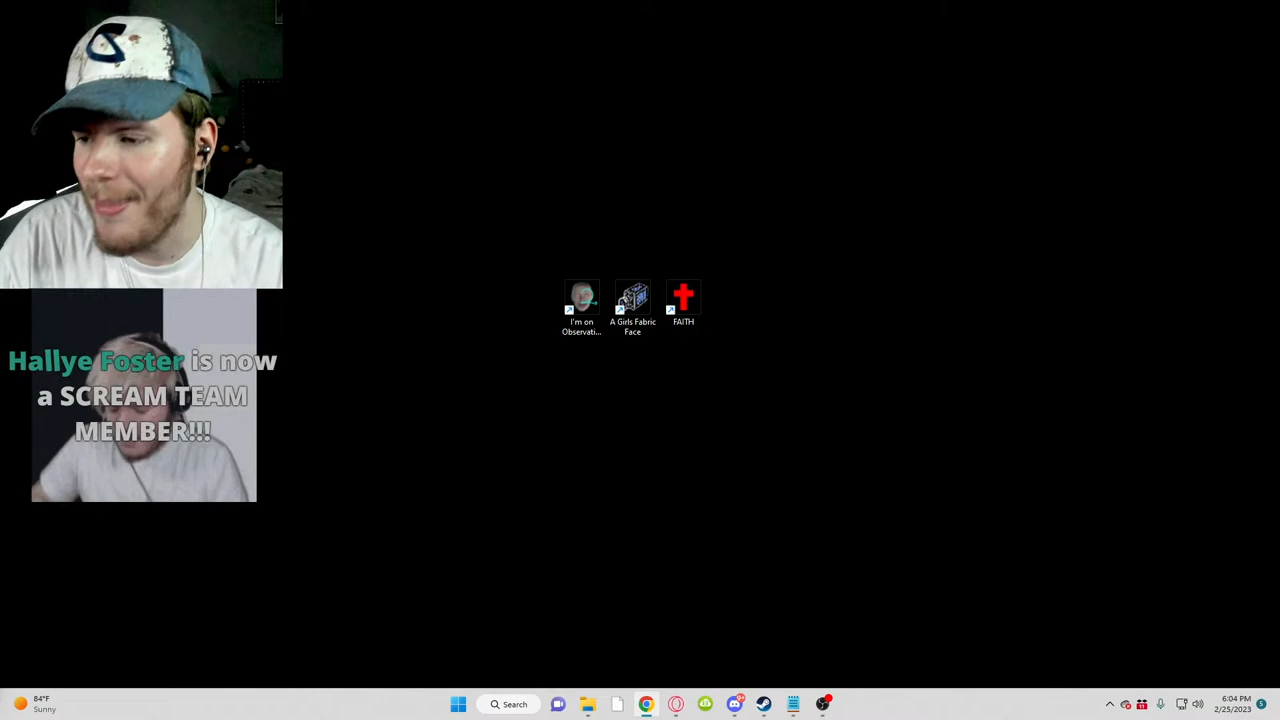 Hallye Foster is now
a SCREAM TEAM
MEMBER!!!
I'm on
Observati...
A Girls Fabric
Face
FAITH
84°F
Sunny
Search
6:04 PM
2/25/2023